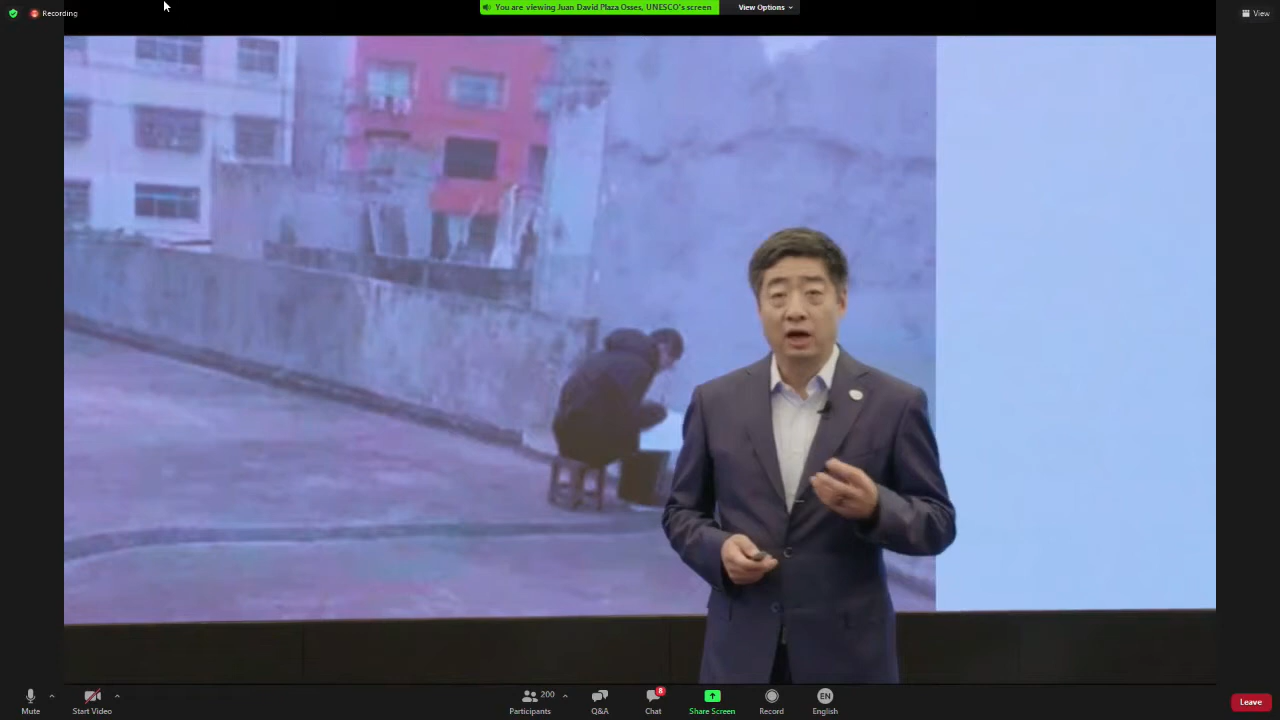 Recording
You are viewing Juan David Plaza Osses, UNESCO's screen
View Options
View
Mute
Start Video
200
Participants
Q&A
8
Chat
Share Screen
Record
EN
English
Leave